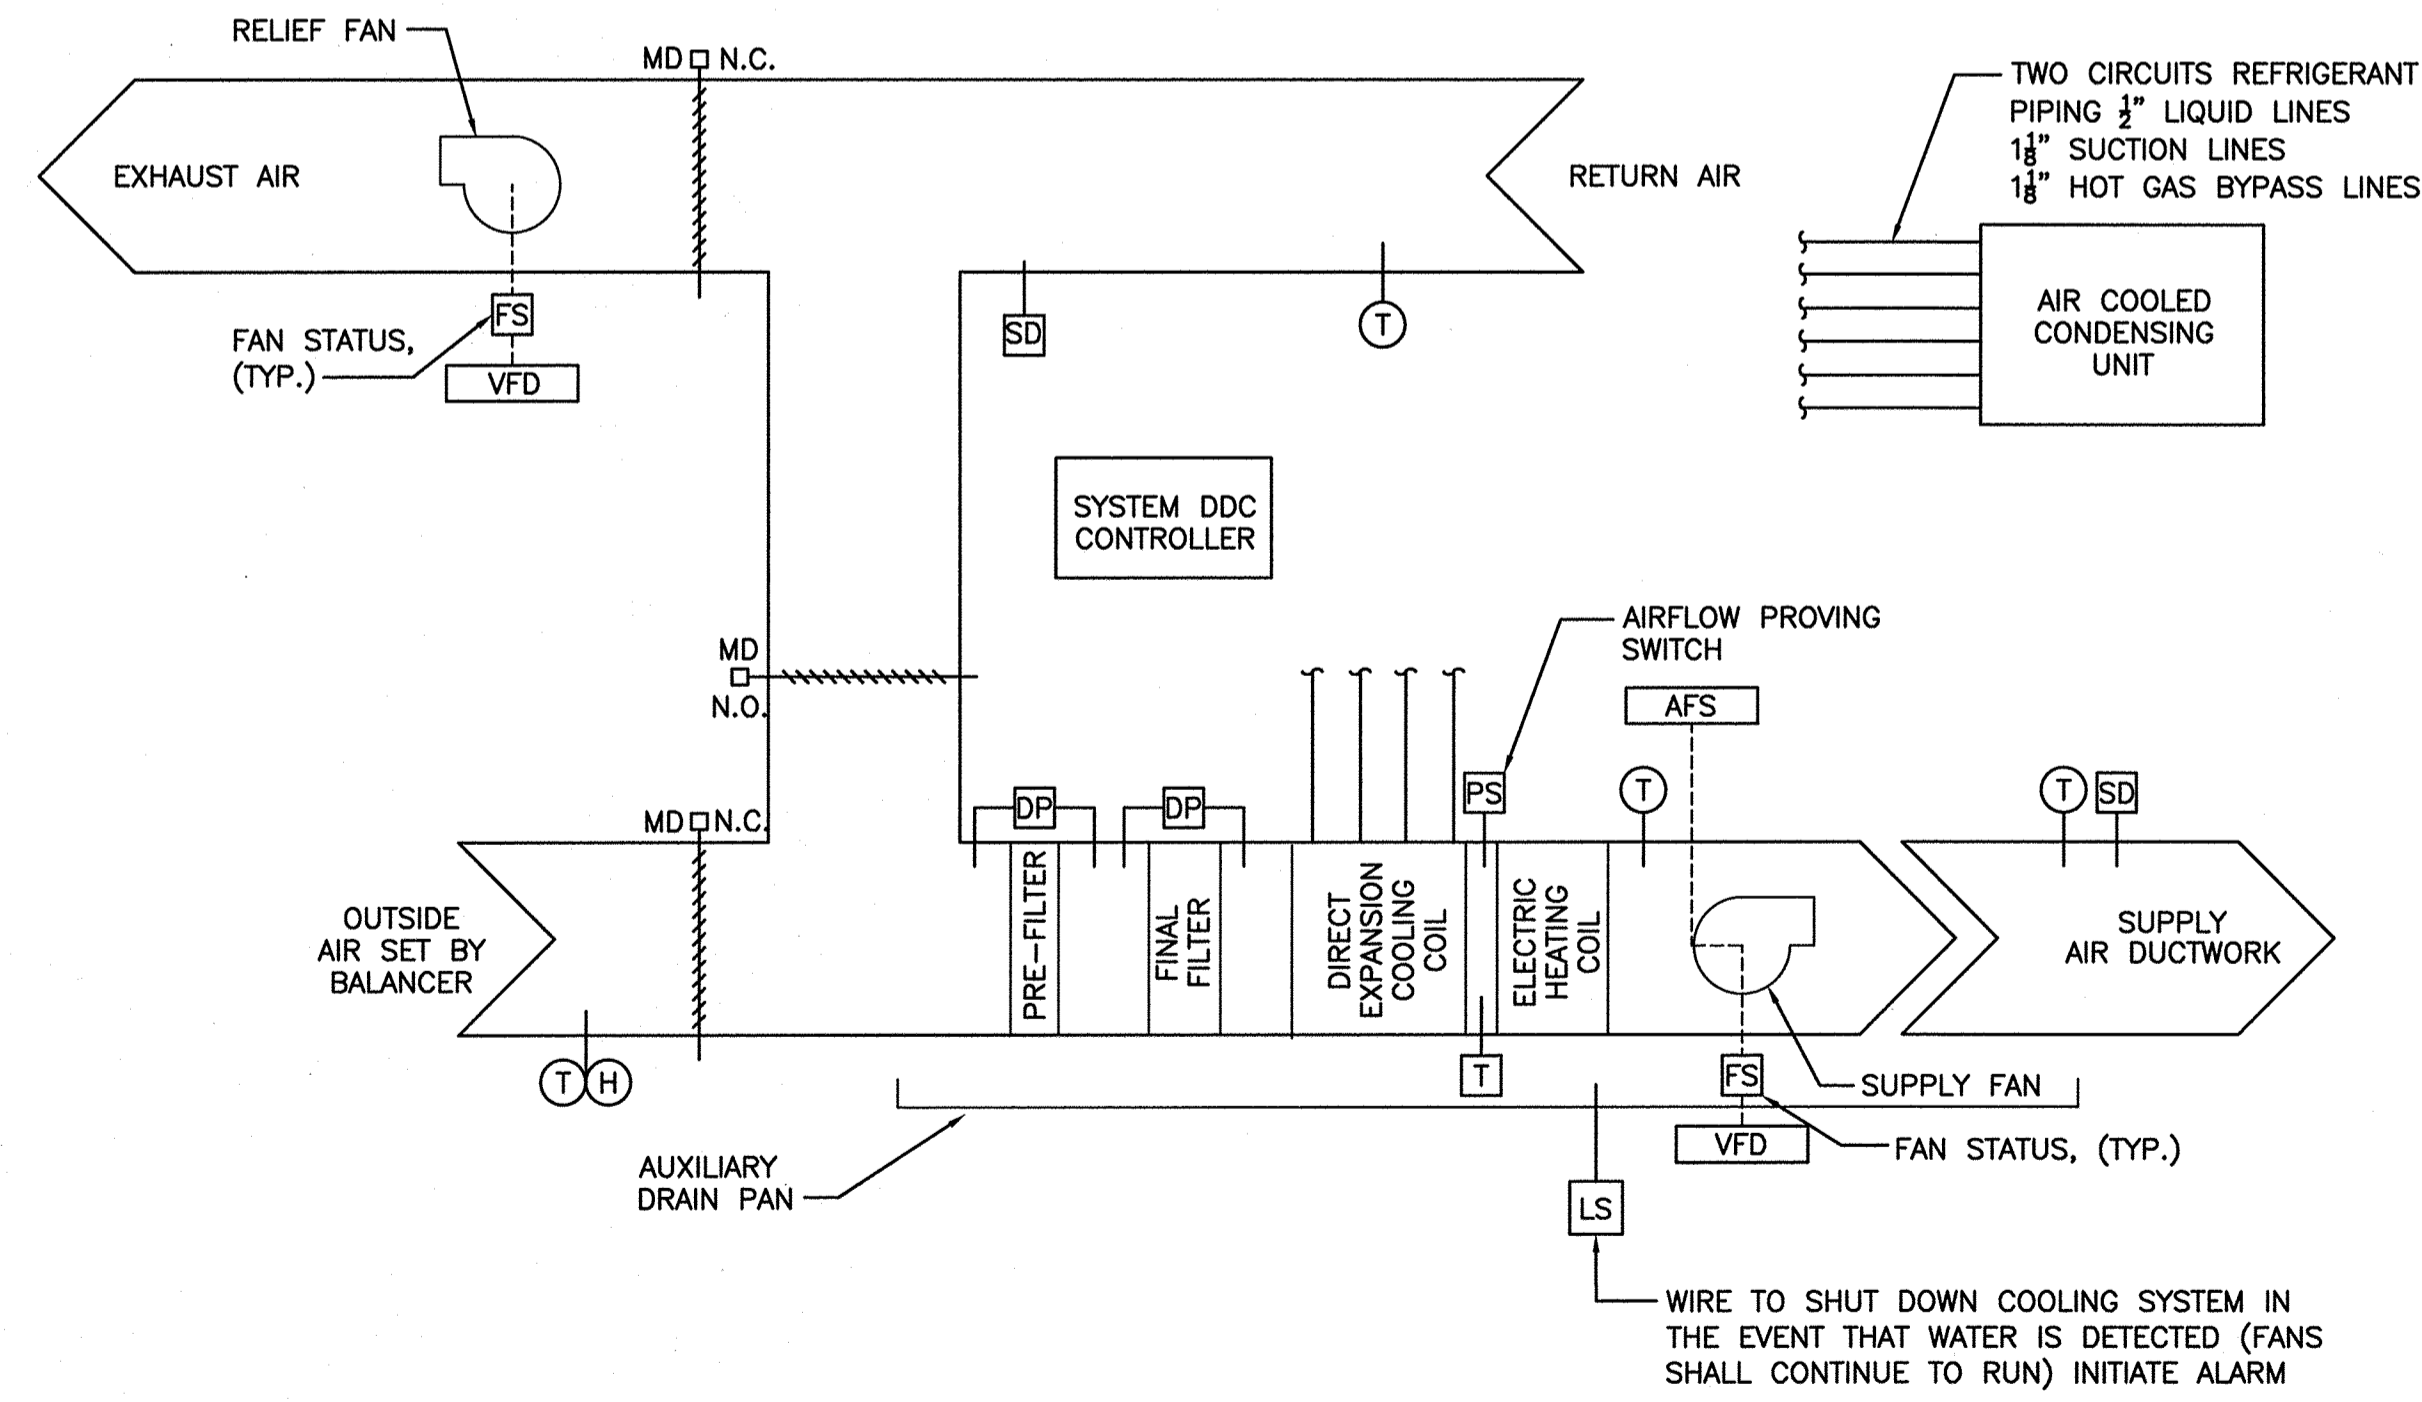 RELIEF FAN
MD N.C.
EXHAUST AIR
RETURN AIR
TWO CIRCUITS REFRIGERANT
PIPING ½" LIQUID LINES
1⅛" SUCTION LINES
1⅛" HOT GAS BYPASS LINES
AIR COOLED
CONDENSING
UNIT
FS
FAN STATUS,
(TYP.)
VFD
SD
T
SYSTEM DDC
CONTROLLER
MD
N.O.
AIRFLOW PROVING
SWITCH
AFS
MD N.C.
DP
DP
PS
T
T
SD
OUTSIDE
AIR SET BY
BALANCER
PRE-FILTER
FINAL
FILTER
DIRECT
EXPANSION
COOLING
COIL
ELECTRIC
HEATING
COIL
SUPPLY
AIR DUCTWORK
T H
T
FS
SUPPLY FAN
VFD
FAN STATUS, (TYP.)
AUXILIARY
DRAIN PAN
LS
WIRE TO SHUT DOWN COOLING SYSTEM IN
THE EVENT THAT WATER IS DETECTED (FANS
SHALL CONTINUE TO RUN) INITIATE ALARM